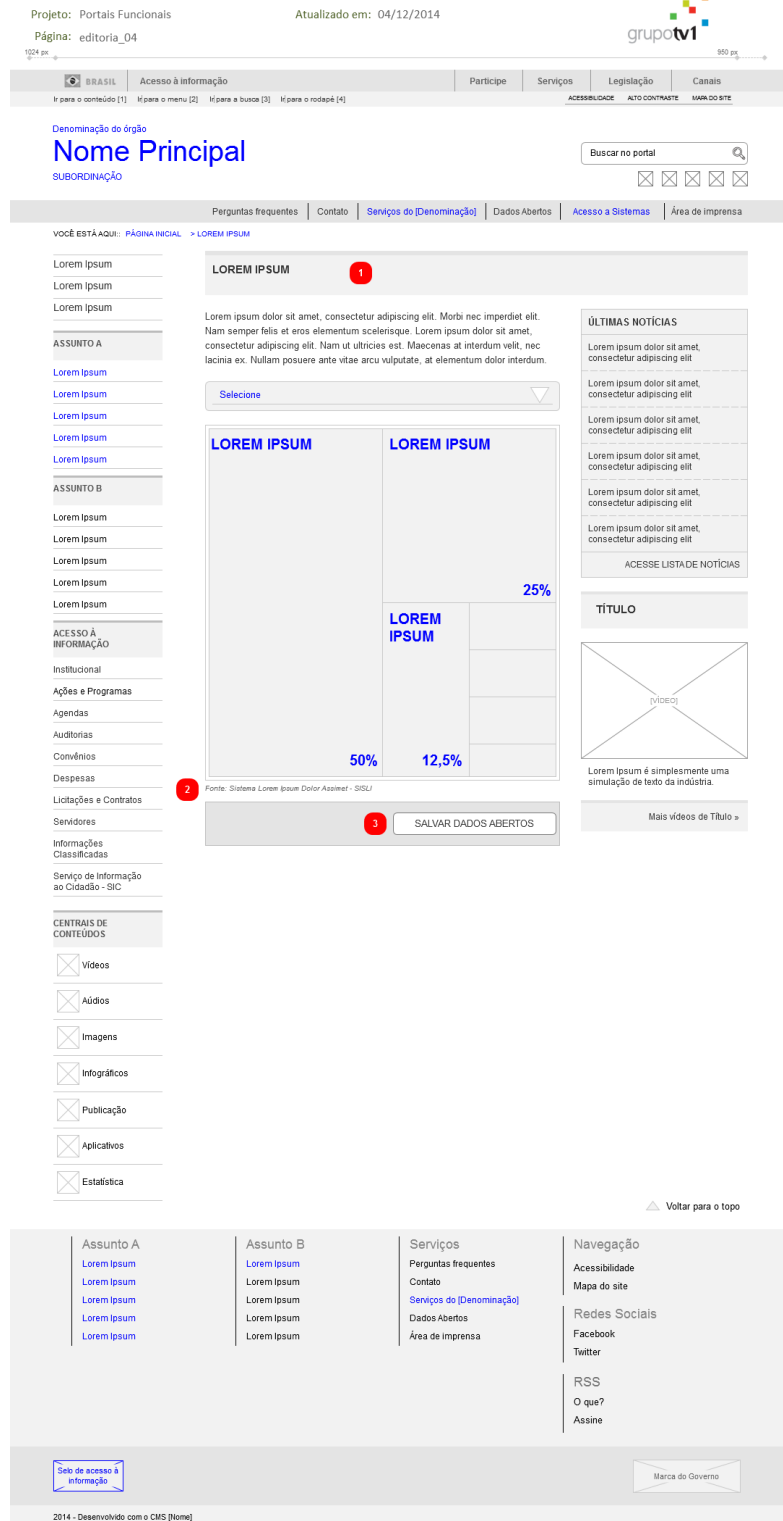 Projeto: Portais Funcionais
Atualizado em: 04/12/2014
grupotv1
Página: editoria_04
1024 px
950 px
BRASIL
Acesso à informação
Participe
Serviços
Legislação
Canais
Ir para o conteúdo [1]
Ir para o menu [2]
Ir para a busca [3]
Ir para o rodapé [4]
ACESSIBILIDADE
ALTO CONTRASTE
MAPA DO SITE
Denominação do órgão
Nome Principal
SUBORDINAÇÃO
Buscar no portal
Perguntas frequentes
Contato
Serviços do [Denominação]
Dados Abertos
Acesso a Sistemas
Área de imprensa
VOCÊ ESTÁ AQUI:: PÁGINA INICIAL > LOREM IPSUM
Lorem Ipsum
Lorem Ipsum
Lorem Ipsum
ASSUNTO A
Lorem Ipsum
Lorem Ipsum
Lorem Ipsum
Lorem Ipsum
Lorem Ipsum
ASSUNTO B
Lorem Ipsum
Lorem Ipsum
Lorem Ipsum
Lorem Ipsum
Lorem Ipsum
ACESSO À
INFORMAÇÃO
Institucional
Ações e Programas
Agendas
Auditorias
Convênios
Despesas
Licitações e Contratos
Servidores
Informações
Classificadas
Serviço de Informação
ao Cidadão - SIC
CENTRAIS DE
CONTEÚDOS
Vídeos
Aúdios
Imagens
Infográficos
Publicação
Aplicativos
Estatística
LOREM IPSUM
1
Lorem ipsum dolor sit amet, consectetur adipiscing elit. Morbi nec imperdiet elit.
Nam semper felis et eros elementum scelerisque. Lorem ipsum dolor sit amet,
consectetur adipiscing elit. Nam ut ultricies est. Maecenas at interdum velit, nec
lacinia ex. Nullam posuere ante vitae arcu vulputate, at elementum dolor interdum.
Selecione
LOREM IPSUM
50%
LOREM IPSUM
25%
LOREM
IPSUM
12,5%
2
Fonte: Sistema Lorem Ipsum Dolor Assimet - SISLI
3
SALVAR DADOS ABERTOS
ÚLTIMAS NOTÍCIAS
Lorem ipsum dolor sit amet,
consectetur adipiscing elit
Lorem ipsum dolor sit amet,
consectetur adipiscing elit
Lorem ipsum dolor sit amet,
consectetur adipiscing elit
Lorem ipsum dolor sit amet,
consectetur adipiscing elit
Lorem ipsum dolor sit amet,
consectetur adipiscing elit
Lorem ipsum dolor sit amet,
consectetur adipiscing elit
ACESSE LISTA DE NOTÍCIAS
TÍTULO
[VÍDEO]
Lorem Ipsum é simplesmente uma
simulação de texto da indústria.
Mais vídeos de Título »
Voltar para o topo
Assunto A
Lorem Ipsum
Lorem Ipsum
Lorem Ipsum
Lorem Ipsum
Lorem Ipsum
Assunto B
Lorem Ipsum
Lorem Ipsum
Lorem Ipsum
Lorem Ipsum
Lorem Ipsum
Serviços
Perguntas frequentes
Contato
Serviços do [Denominação]
Dados Abertos
Área de imprensa
Navegação
Acessibilidade
Mapa do site
Redes Sociais
Facebook
Twitter
RSS
O que?
Assine
Selo de acesso à
informação
Marca do Governo
2014 - Desenvolvido com o CMS [Nome]